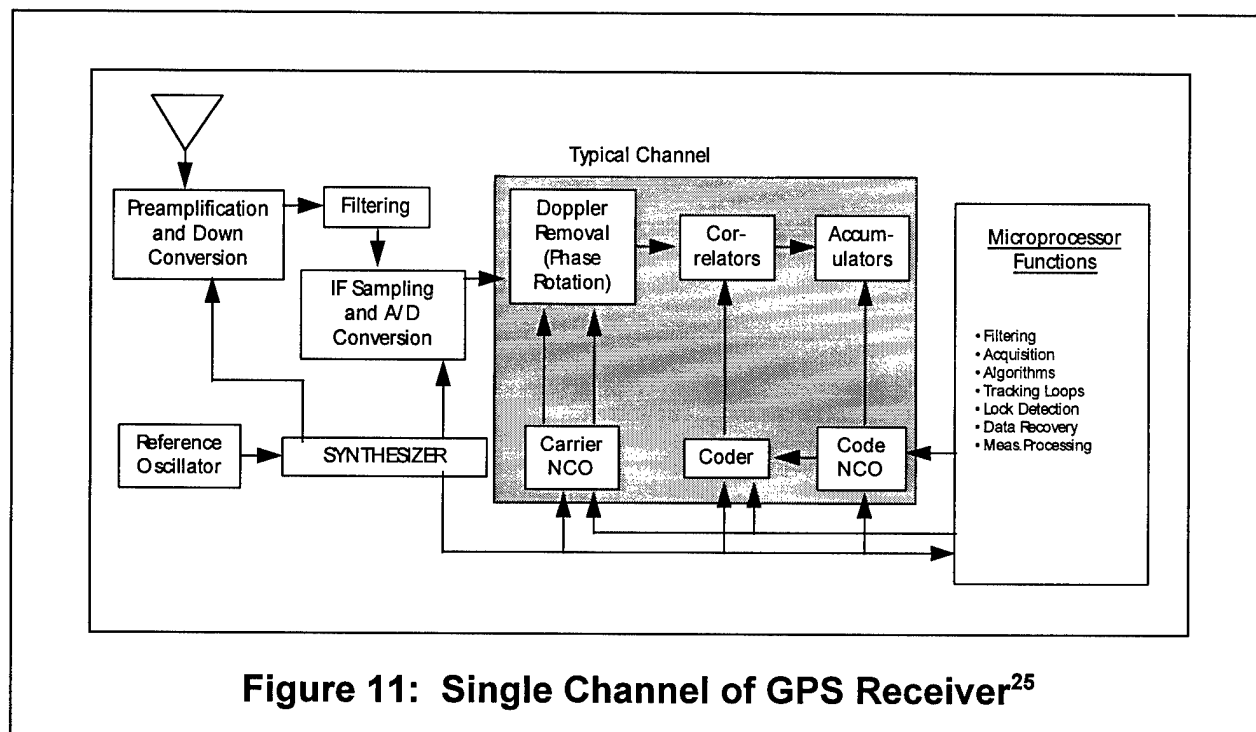 Typical Channel
Preamplification
and Down
Conversion
Filtering
IF Sampling
and A/D
Conversion
Doppler
Removal
(Phase
Rotation)
Cor-
relators
Accum-
ulators
Microprocessor
Functions
• Filtering
• Acquisition
• Algorithms
• Tracking Loops
• Lock Detection
• Data Recovery
• Meas.Processing
Reference
Oscillator
SYNTHESIZER
Carrier
NCO
Coder
Code
NCO
Figure 11: Single Channel of GPS Receiver25